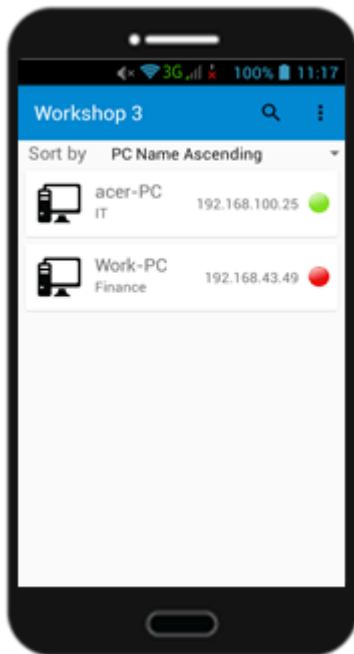 3G 100% 11:17
Workshop 3
Sort by PC Name Ascending
acer-PC
IT
192.168.100.25
Work-PC
Finance
192.168.43.49